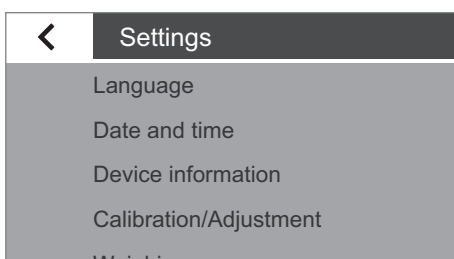 Settings
Language
Date and time
Device information
Calibration/Adjustment